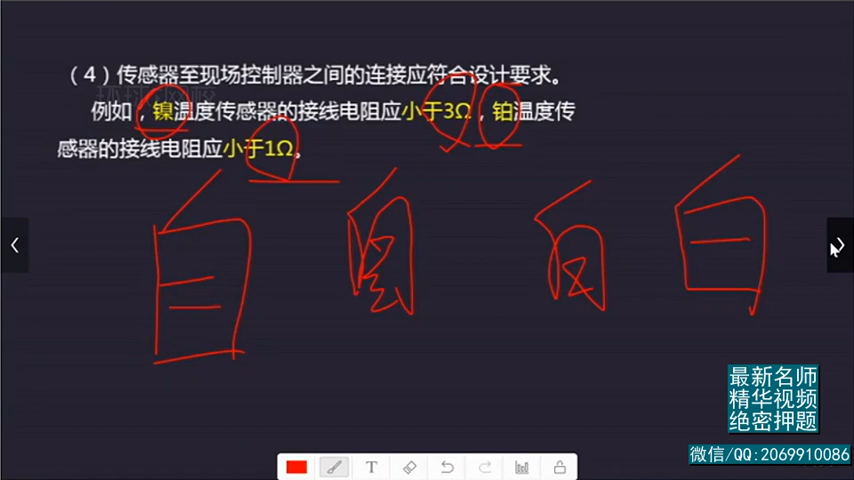 （4）传感器至现场控制器之间的连接应符合设计要求。
例如，镍温度传感器的接线电阻应小于3Ω，铂温度传
感器的接线电阻应小于1Ω。
自 白
最新名师
精华视频
绝密押题
微信/QQ:2069910086
T